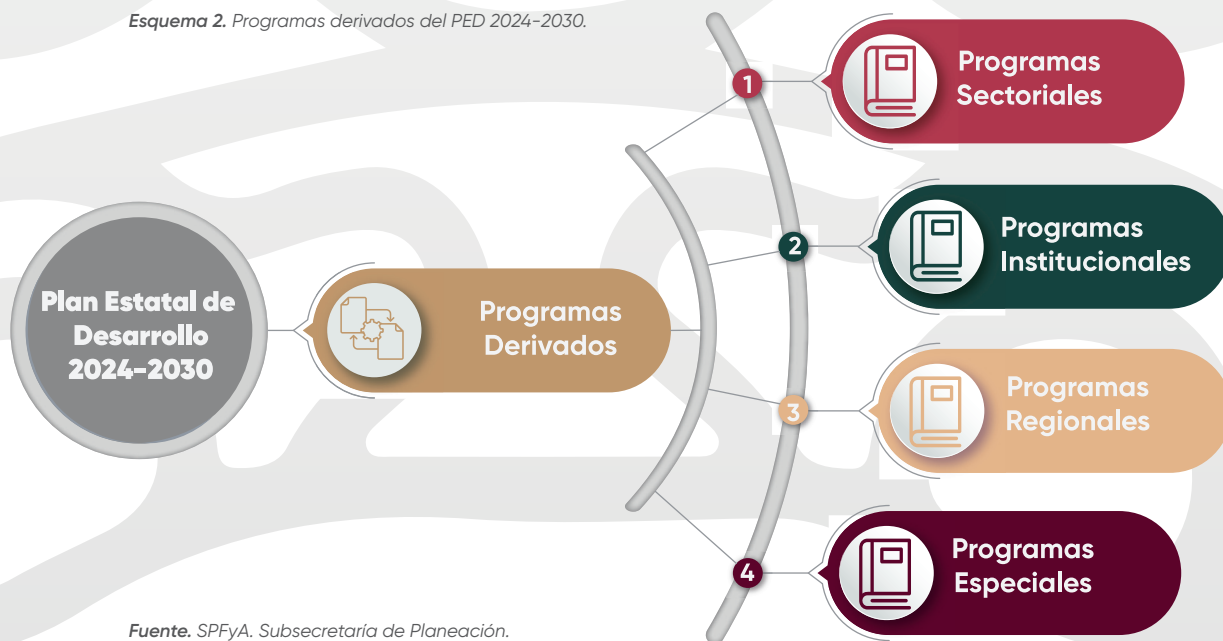 Esquema 2. Programas derivados del PED 2024-2030.
Plan Estatal de
Desarrollo
2024-2030
Programas
Derivados
1
Programas
Sectoriales
2
Programas
Institucionales
3
Programas
Regionales
4
Programas
Especiales
Fuente. SPFyA. Subsecretaría de Planeación.